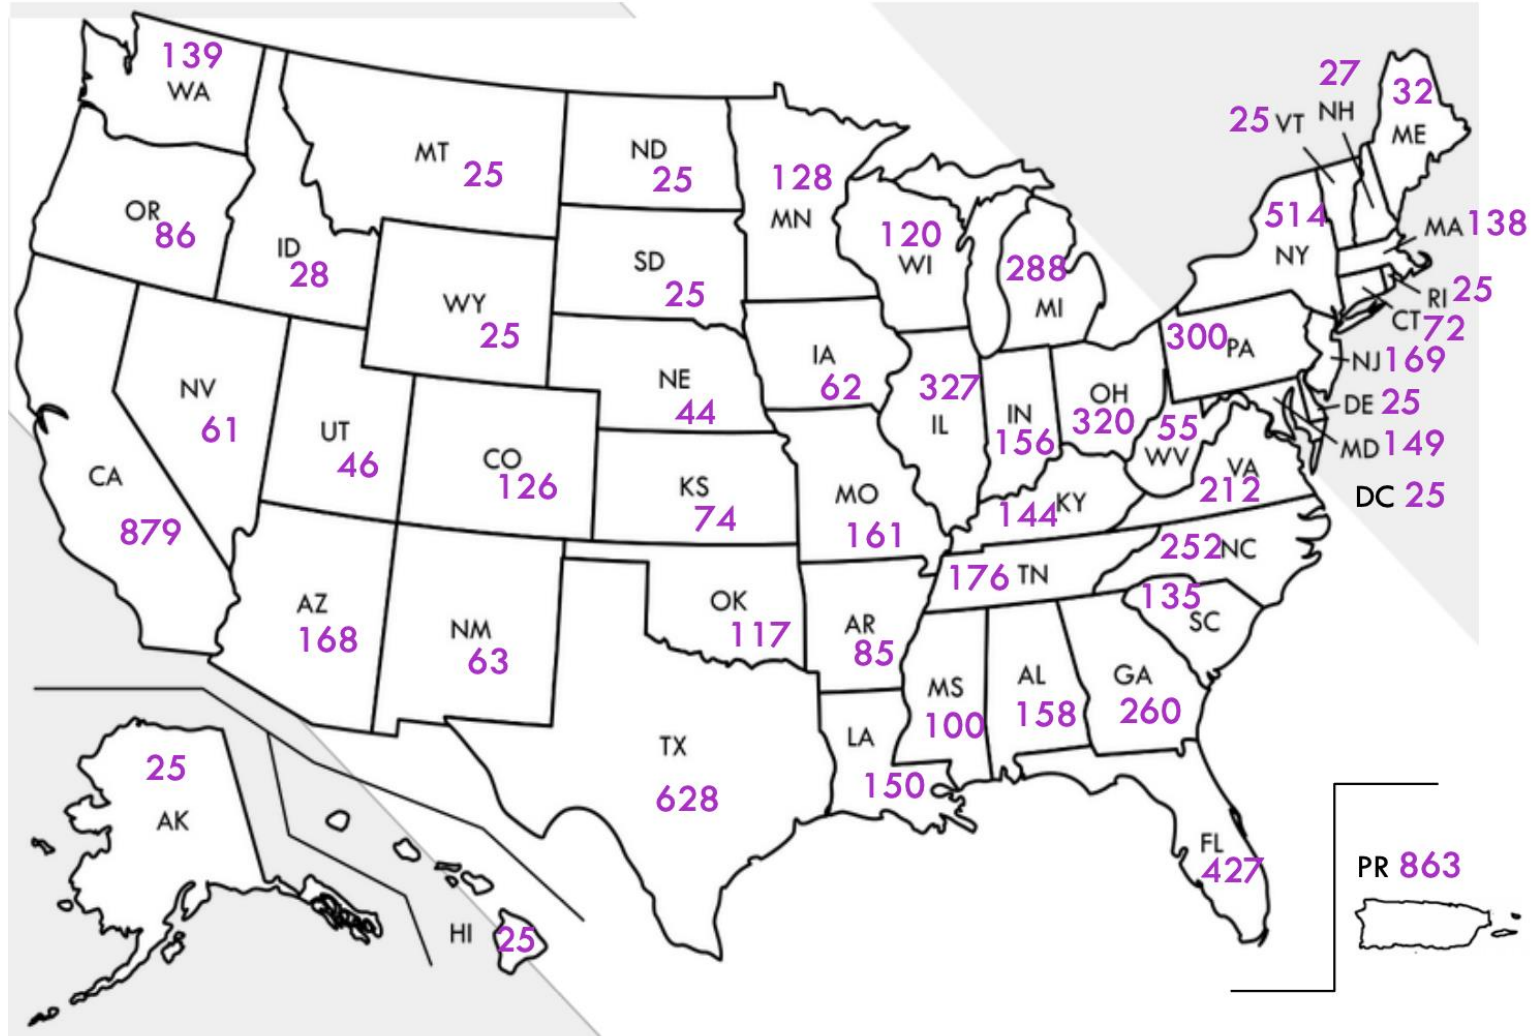 139
WA
MT 25
ND
25
128
MN
27
NH
25 VT
32
ME
OR
86
ID
28
WY
25
SD
25
120
WI
288
MI
514
NY
MA 138
RI 25
CT 72
300 PA
NJ 169
DE 25
MD 149
DC 25
NV
61
UT
46
CO
126
NE
44
IA
62
327
IL
IN
156
OH
320
55
WV
VA
212
CA
879
KS
74
MO
161
144 KY
252 NC
176 TN
135
SC
AZ
168
NM
63
OK
117
AR
85
MS
100
AL
158
GA
260
TX
628
LA
150
FL
427
25
AK
HI 25
PR 863